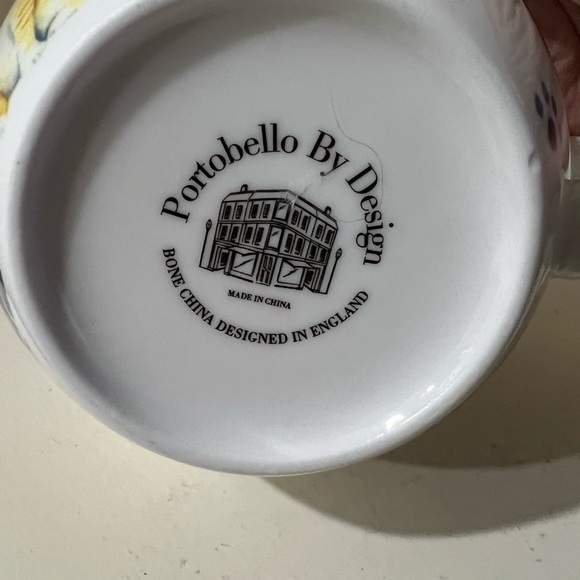 Portobello By Design
MADE IN CHINA
BONE CHINA DESIGNED IN ENGLAND